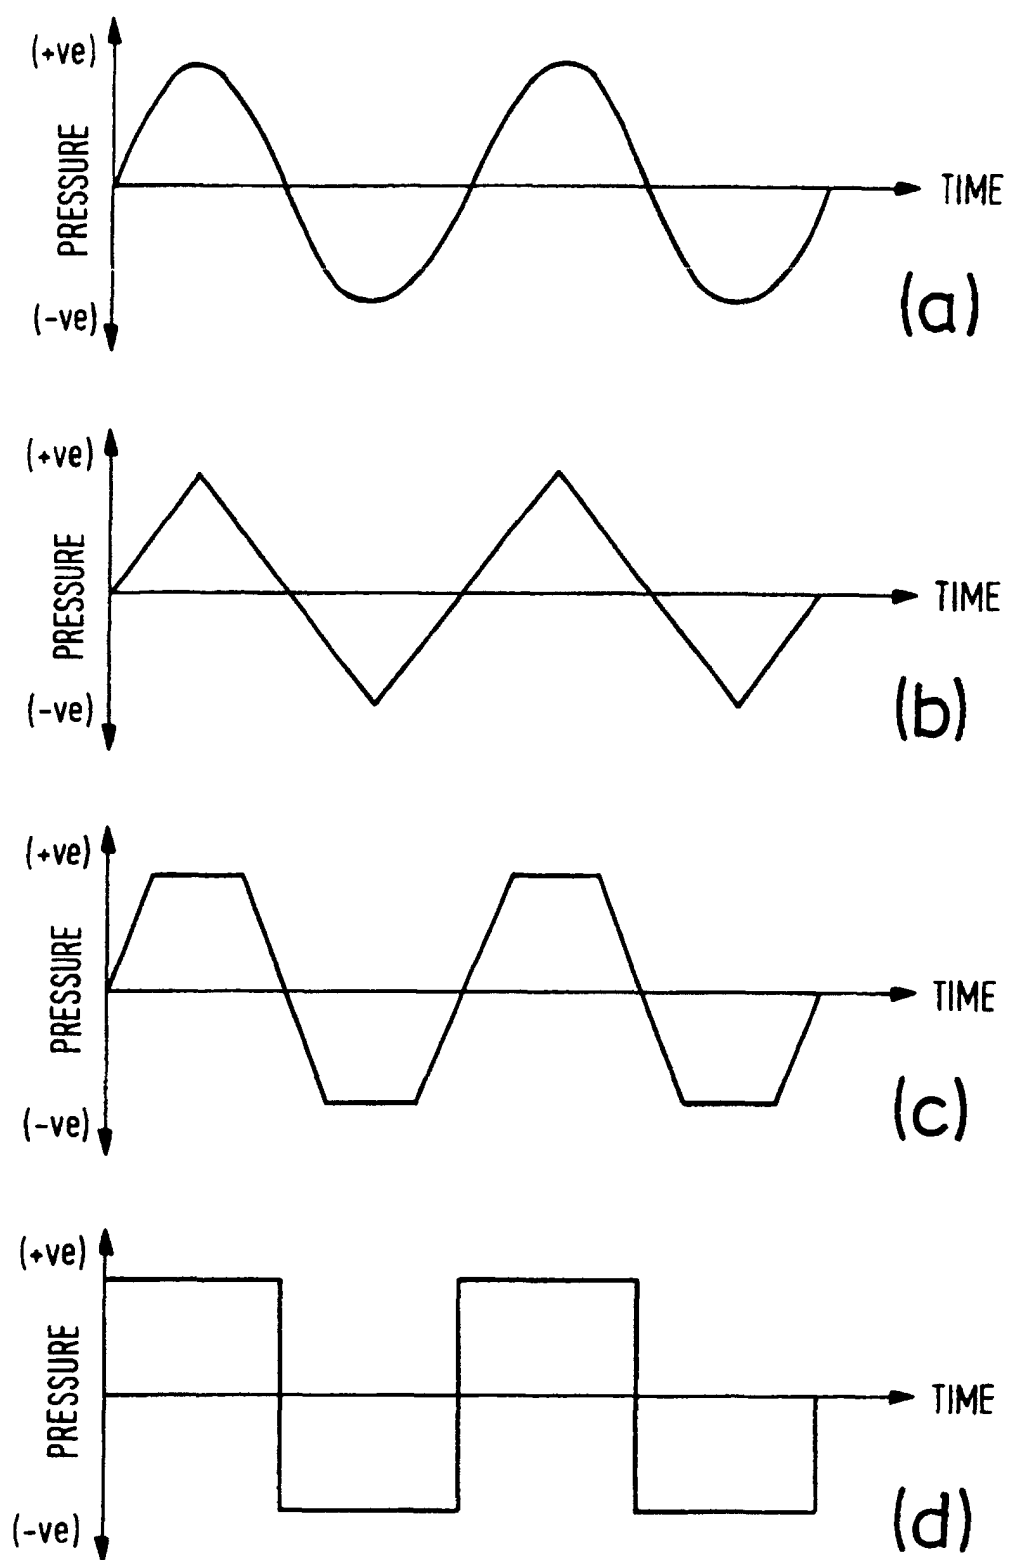 (+ve)
PRESSURE
TIME
(-ve)
(a)
(+ve)
PRESSURE
TIME
(-ve)
(b)
(+ve)
PRESSURE
TIME
(-ve)
(c)
(+ve)
PRESSURE
TIME
(-ve)
(d)